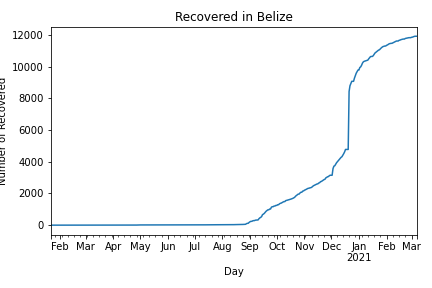 Recovered in Belize
12000
10000
8000
6000
4000
2000
0
Number of Recovered
Feb Mar Apr May Jun Jul Aug Sep Oct Nov Dec Jan Feb Mar
2021
Day